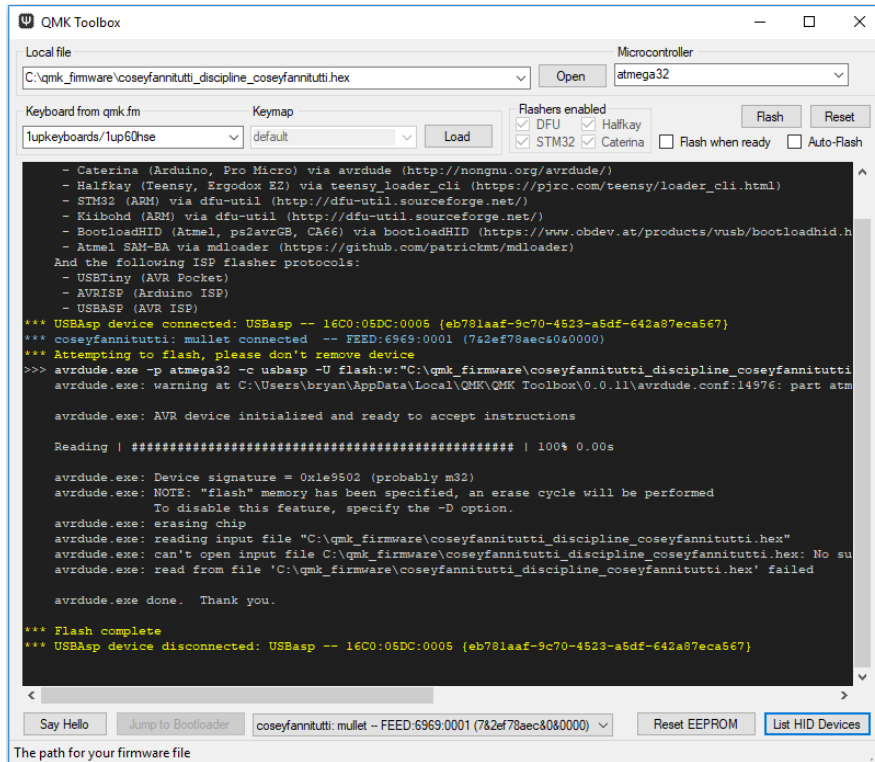 QMK Toolbox
Local file
Microcontroller
C:\qmk_firmware\coseyfannitutti_discipline_coseyfannitutti.hex
Open
atmega32
Keyboard from qmk.fm
Keymap
Flashers enabled
1upkeyboards/1up60hse
default
Load
DFU
Halfkay
STM32
Caterina
Flash
Reset
Flash when ready
Auto-Flash
- Caterina (Arduino, Pro Micro) via avrdude (http://nongnu.org/avrdude/)
- Halfkay (Teensy, Ergodox EZ) via teensy_loader_cli (https://pjrc.com/teensy/loader_cli.html)
- STM32 (ARM) via dfu-util (http://dfu-util.sourceforge.net/)
- Kiibohd (ARM) via dfu-util (http://dfu-util.sourceforge.net/)
- BootloadHID (Atmel, ps2avrGB, CA66) via bootloadHID (https://www.obdev.at/products/vusb/bootloadhid.h
- Atmel SAM-BA via mdloader (https://github.com/patrickmt/mdloader)
And the following ISP flasher protocols:
- USBTiny (AVR Pocket)
- AVRISP (Arduino ISP)
- USBASP (AVR ISP)
*** USBAsp device connected: USBasp -- 16C0:05DC:0005 {eb781aaf-9c70-4523-a5df-642a87eca567}
*** coseyfannitutti: mullet connected  -- FEED:6969:0001 (7&2ef78aec&0&0000)
*** Attempting to flash, please don't remove device
>>> avrdude.exe -p atmega32 -c usbasp -U flash:w:"C:\qmk_firmware\coseyfannitutti_discipline_coseyfannitutti
avrdude.exe: warning at C:\Users\bryan\AppData\Local\QMK\QMK Toolbox\0.0.11\avrdude.conf:14976: part atm
avrdude.exe: AVR device initialized and ready to accept instructions
Reading | ################################################## | 100% 0.00s
avrdude.exe: Device signature = 0x1e9502 (probably m32)
avrdude.exe: NOTE: "flash" memory has been specified, an erase cycle will be performed
To disable this feature, specify the -D option.
avrdude.exe: erasing chip
avrdude.exe: reading input file "C:\qmk_firmware\coseyfannitutti_discipline_coseyfannitutti.hex"
avrdude.exe: can't open input file C:\qmk_firmware\coseyfannitutti_discipline_coseyfannitutti.hex: No su
avrdude.exe: read from file 'C:\qmk_firmware\coseyfannitutti_discipline_coseyfannitutti.hex' failed
avrdude.exe done.  Thank you.
*** Flash complete
*** USBAsp device disconnected: USBasp -- 16C0:05DC:0005 {eb781aaf-9c70-4523-a5df-642a87eca567}
Say Hello
Jump to Bootloader
coseyfannitutti: mullet -- FEED:6969:0001 (7&2ef78aec&0&0000)
Reset EEPROM
List HID Devices
The path for your firmware file